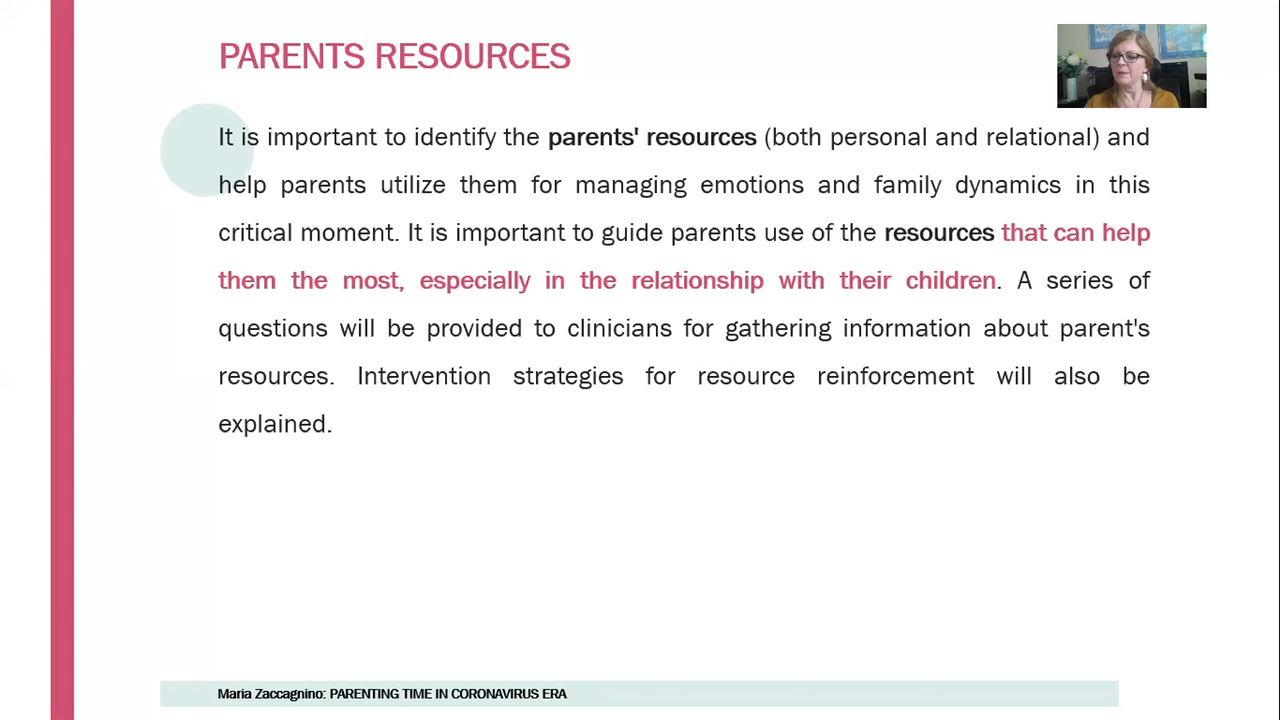 PARENTS RESOURCES
It is important to identify the parents' resources (both personal and relational) and
help parents utilize them for managing emotions and family dynamics in this
critical moment. It is important to guide parents use of the resources that can help
them the most, especially in the relationship with their children. A series of
questions will be provided to clinicians for gathering information about parent's
resources. Intervention strategies for resource reinforcement will also be
explained.
Maria Zaccagnino: PARENTING TIME IN CORONAVIRUS ERA